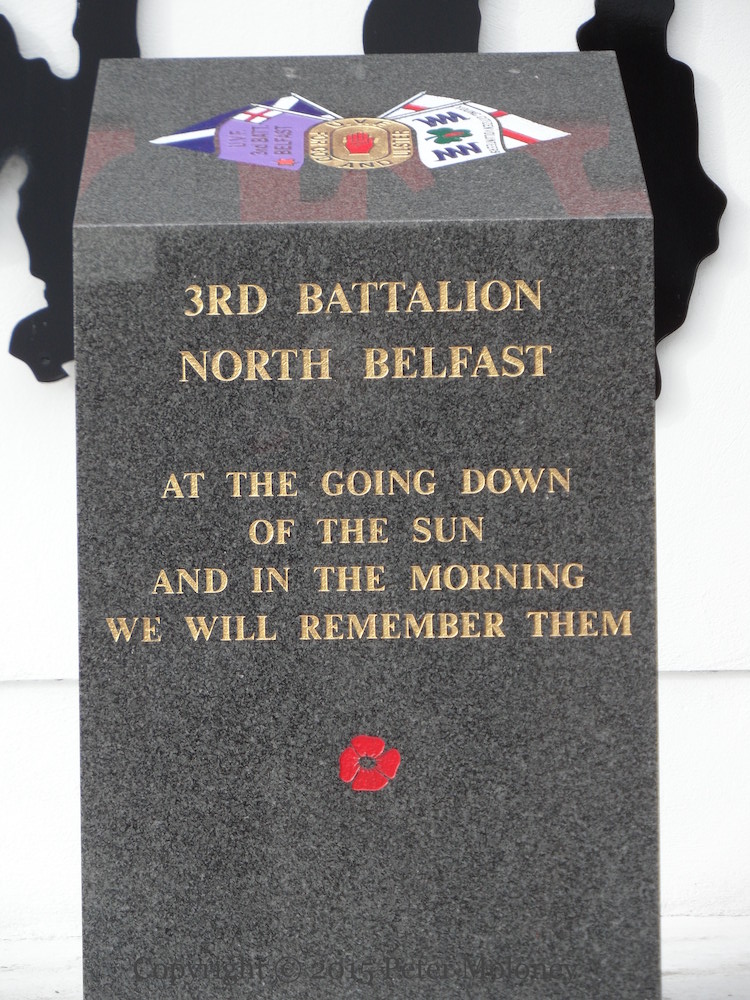 U.V.F.
3rd BATT.
BELFAST
FOR GOD
AND
ULSTER
3RD BATTALION
NORTH BELFAST
AT THE GOING DOWN
OF THE SUN
AND IN THE MORNING
WE WILL REMEMBER THEM
Copyright © 2015 Peter Moloney